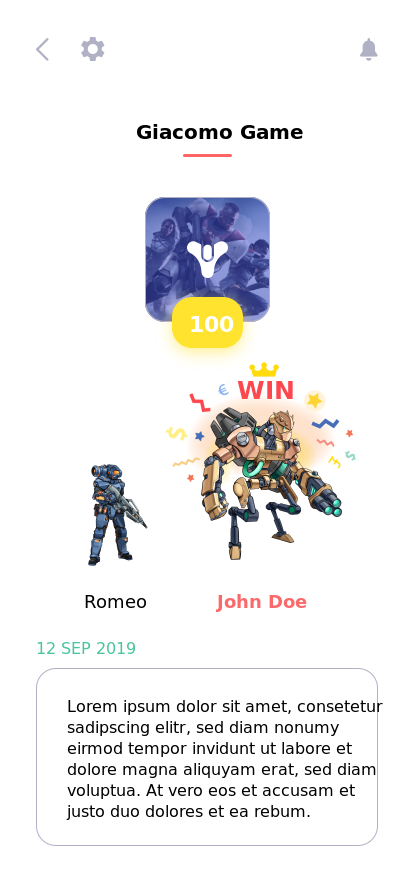 Giacomo Game
100
WIN
Romeo
John Doe
12 SEP 2019
Lorem ipsum dolor sit amet, consetetur
sadipscing elitr, sed diam nonumy
eirmod tempor invidunt ut labore et
dolore magna aliquyam erat, sed diam
voluptua. At vero eos et accusam et
justo duo dolores et ea rebum.